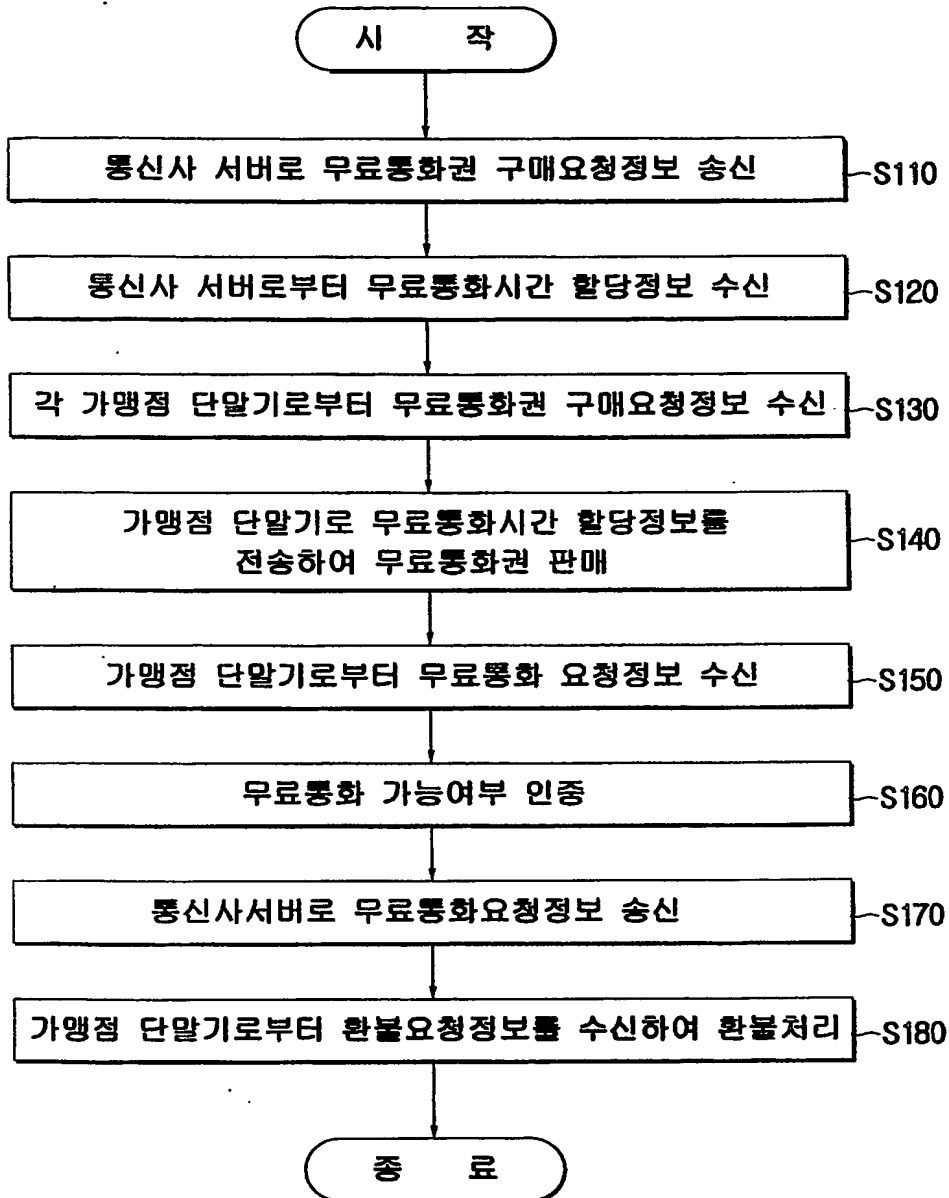 시 작
통신사 서버로 무료통화권 구매요청정보 송신
S110
통신사 서버로부터 무료통화시간 할당정보 수신
S120
각 가맹점 단말기로부터 무료통화권 구매요청정보 수신
S130
가맹점 단말기로 무료통화시간 할당정보를
전송하여 무료통화권 판매
S140
가맹점 단말기로부터 무료통화 요청정보 수신
S150
무료통화 가능여부 인증
S160
통신사서버로 무료통화요청정보 송신
S170
가맹점 단말기로부터 환불요청정보를 수신하여 환불처리
S180
종 료